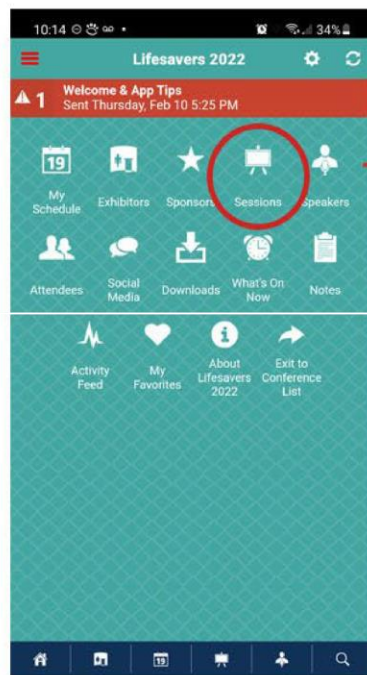 10:14
34%
Lifesavers 2022
1
Welcome & App Tips
Sent Thursday, Feb 10 5:25 PM
19
My
Schedule
Exhibitors
Sponsors
Sessions
Speakers
Attendees
Social
Media
Downloads
What's On
Now
Notes
Activity
Feed
My
Favorites
About
Lifesavers
2022
Exit to
Conference
List
19